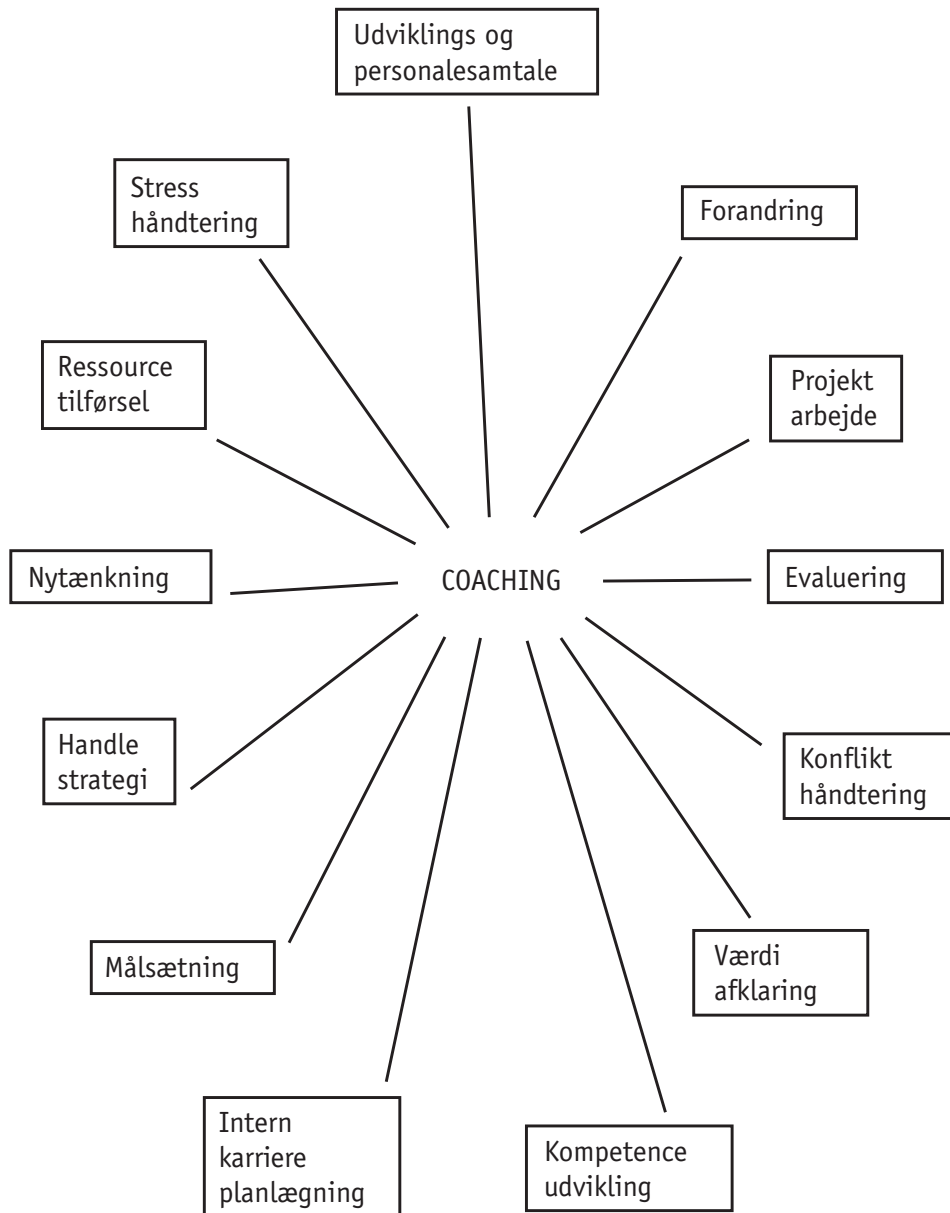 Udviklings og
personalesamtale
Stress
håndtering
Forandring
Ressource
tilførsel
Projekt
arbejde
Nytænkning
COACHING
Evaluering
Handle
strategi
Konflikt
håndtering
Målsætning
Værdi
afklaring
Intern
karriere
planlægning
Kompetence
udvikling